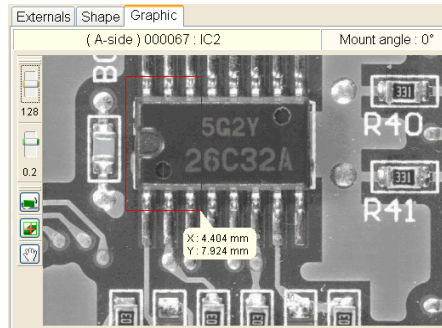 Externals Shape Graphic
( A-side ) 000067 : IC2 Mount angle : 0°
128
0.2
5G2Y
26C32A
331
R40
331
R41
X : 4.404 mm
Y : 7.924 mm